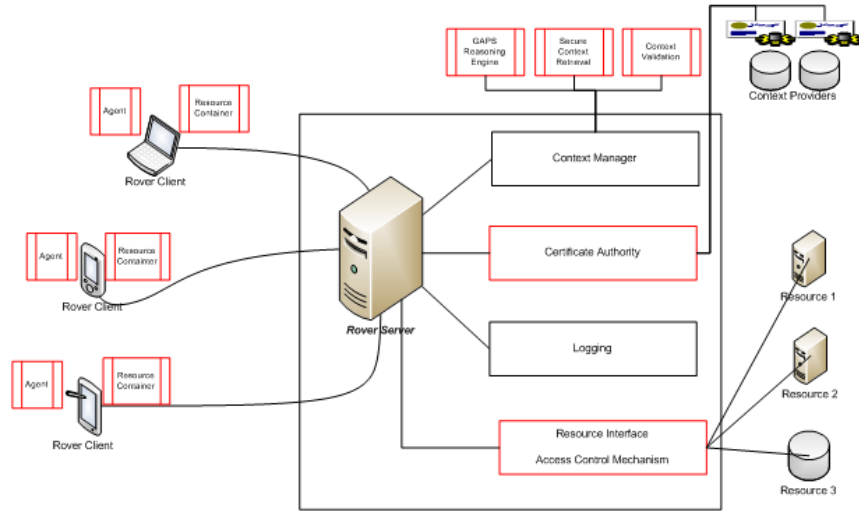 GAPS
Reasoning
Engine
Secure
Context
Retrieval
Context
Validation
Context Providers
Agent
Resource
Container
Rover Client
Context Manager
Agent
Resource
Container
Rover Client
Certificate Authority
Resource 1
Rover Server
Logging
Agent
Resource
Container
Rover Client
Resource 2
Resource Interface
Access Control Mechanism
Resource 3